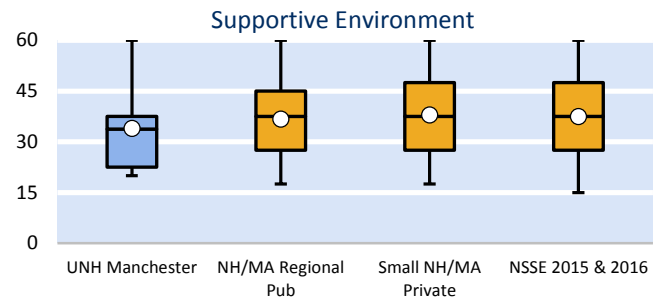 Supportive Environment
60
45
30
15
0
UNH Manchester
NH/MA Regional
Pub
Small NH/MA
Private
NSSE 2015 & 2016